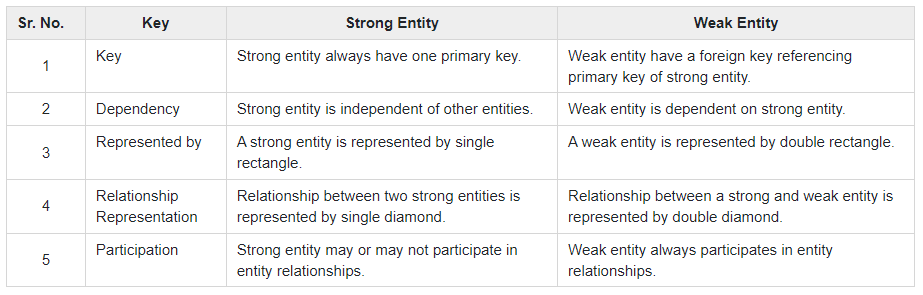 Sr. No. Key Strong Entity Weak Entity
1 Key Strong entity always have one primary key. Weak entity have a foreign key referencing
primary key of strong entity.
2 Dependency Strong entity is independent of other entities. Weak entity is dependent on strong entity.
3 Represented by A strong entity is represented by single A weak entity is represented by double rectangle.
rectangle.
4 Relationship Relationship between two strong entities is Relationship between a strong and weak entity is
Representation represented by single diamond. represented by double diamond.
5 Participation Strong entity may or may not participate in Weak entity always participates in entity
entity relationships. relationships.